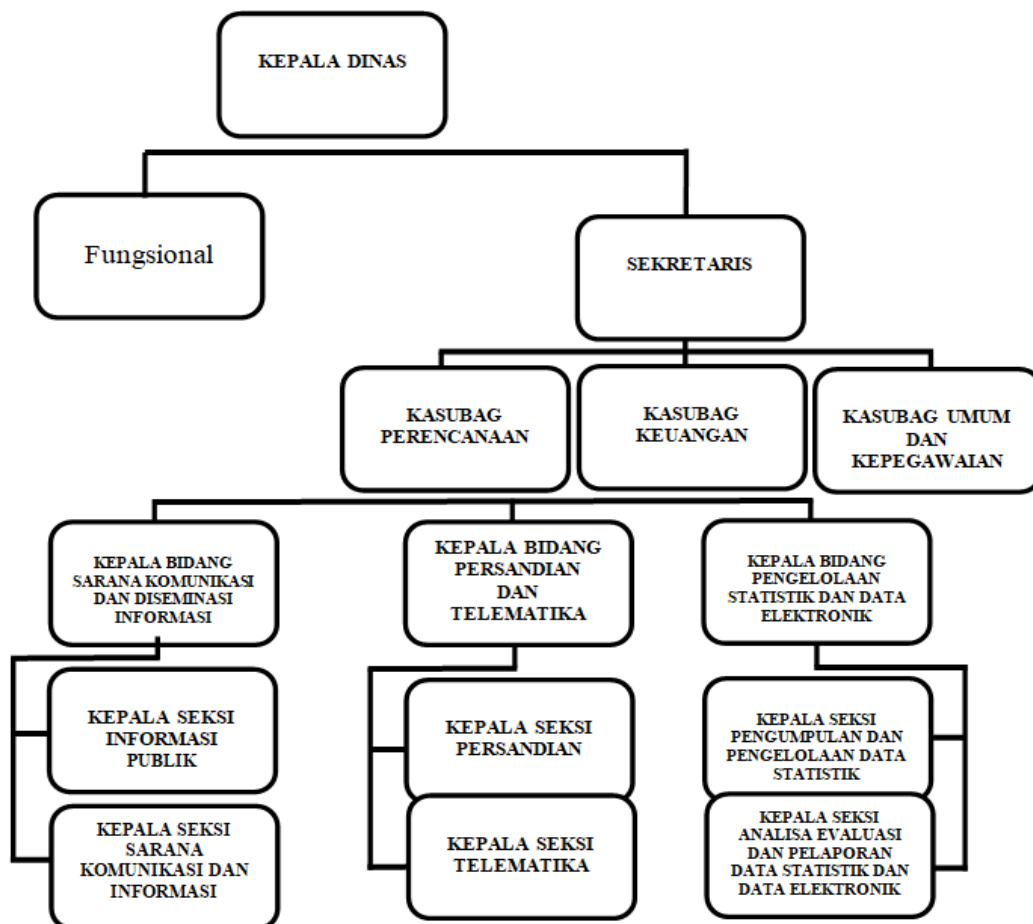 KEPALA DINAS
Fungsional
SEKRETARIS
KASUBAG
PERENCANAAN
KASUBAG
KEUANGAN
KASUBAG UMUM
DAN
KEPEGAWAIAN
KEPALA BIDANG
SARANA KOMUNIKASI
DAN DISEMINASI
INFORMASI
KEPALA BIDANG
PERSANDIAN
DAN
TELEMATIKA
KEPALA BIDANG
PENGELOLAAN
STATISTIK DAN DATA
ELEKTRONIK
KEPALA SEKSI
INFORMASI
PUBLIK
KEPALA SEKSI
PERSANDIAN
KEPALA SEKSI
PENGUMPULAN DAN
PENGELOLAAN DATA
STATISTIK
KEPALA SEKSI
SARANA
KOMUNIKASI DAN
INFORMASI
KEPALA SEKSI
TELEMATIKA
KEPALA SEKSI
ANALISA EVALUASI
DAN PELAPORAN
DATA STATISTIK DAN
DATA ELEKTRONIK